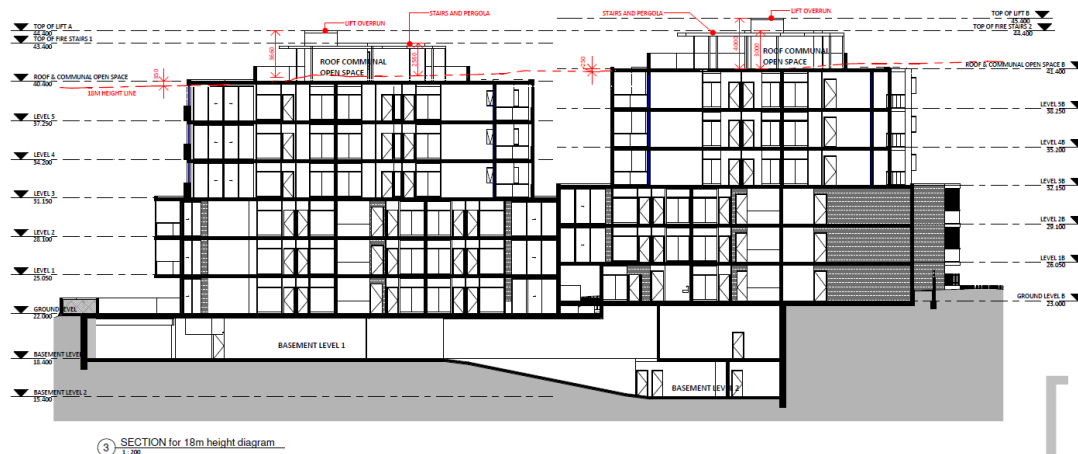 TOP OF LIFT A
44.400
TOP OF FIRE STAIRS 1
43.400
ROOF & COMMUNAL OPEN SPACE
40.400
18M HEIGHT LINE
LEVEL 5
37.250
LEVEL 4
34.200
LEVEL 3
31.150
LEVEL 2
28.100
LEVEL 1
25.050
GROUND LEVEL
22.000
BASEMENT LEVEL
18.400
BASEMENT LEVEL 2
15.400
LIFT OVERRUN
STAIRS AND PERGOLA
ROOF COMMUNAL
OPEN SPACE
BASEMENT LEVEL 1
BASEMENT LEVEL 2
STAIRS AND PERGOLA
LIFT OVERRUN
4000
3000
ROOF COMMUNAL
OPEN SPACE
TOP OF LIFT B
45.400
TOP OF FIRE STAIRS 2
44.400
ROOF & COMMUNAL OPEN SPACE B
41.400
LEVEL 5B
38.250
LEVEL 4B
35.200
LEVEL 3B
32.150
LEVEL 2B
29.100
LEVEL 1B
26.050
GROUND LEVEL B
23.000
3
SECTION for 18m height diagram
1 : 200